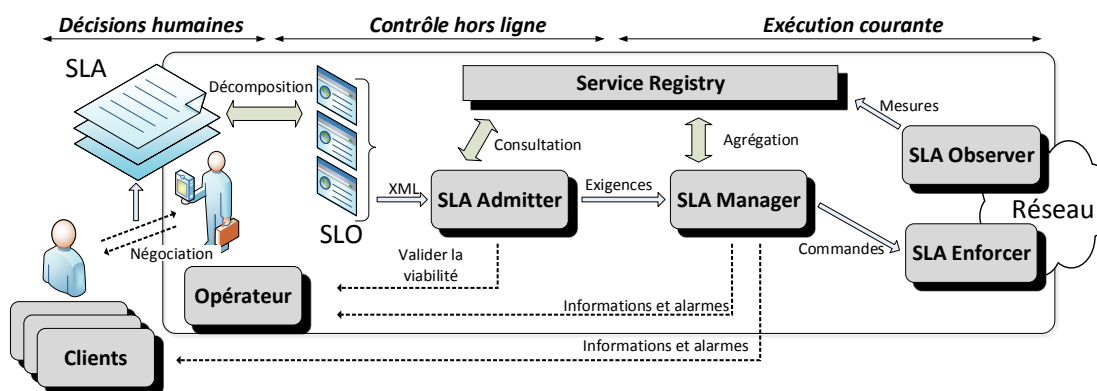 Décisions humaines
Contrôle hors ligne
Exécution courante
SLA
Décomposition
Service Registry
Mesures
Consultation
Agrégation
SLA Observer
XML
SLA Admitter
Exigences
SLA Manager
Réseau
SLO
Négociation
Commandes
SLA Enforcer
Valider la
viabilité
Opérateur
Informations et alarmes
Informations et alarmes
Clients